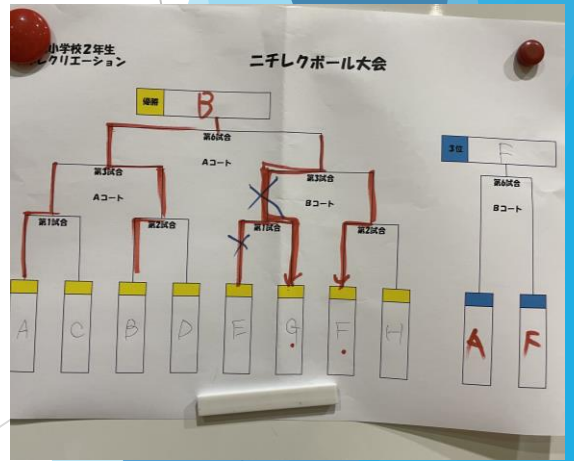 小学校2年生
レクリエーション
ニチレクボール大会
優勝 B
第6試合
Aコート
3位 F
第6試合
Bコート
第3試合
Aコート
第3試合
Bコート
第1試合
第2試合
第1試合
第2試合
A C B D E G F H
A F